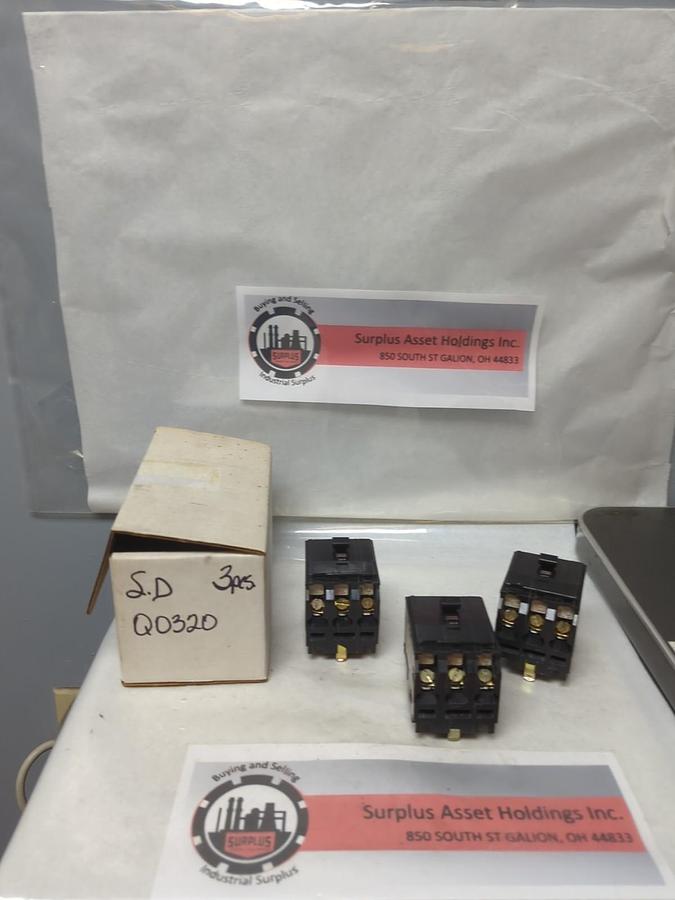 Buying and Selling
SURPLUS
Industrial Surplus
Surplus Asset Holdings Inc.
850 SOUTH ST GALION, OH 44833
S.D 3pcs
QO320
Buying and Selling
SURPLUS
Industrial Surplus
Surplus Asset Holdings Inc.
850 SOUTH ST GALION, OH 44833